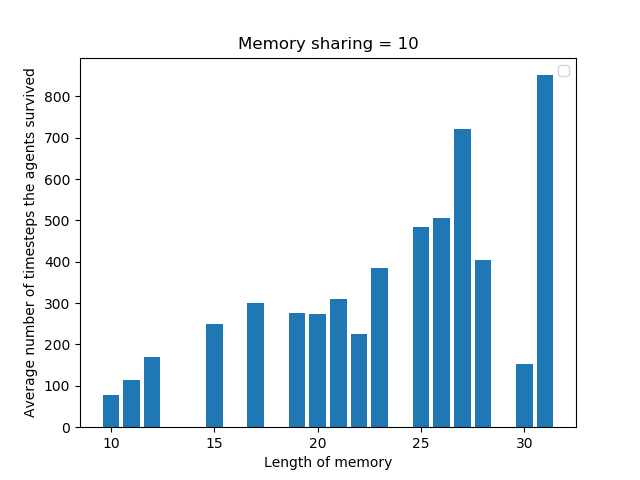 Memory sharing = 10
Average number of timesteps the agents survived
800
700
600
500
400
300
200
100
0
10 15 20 25 30
Length of memory